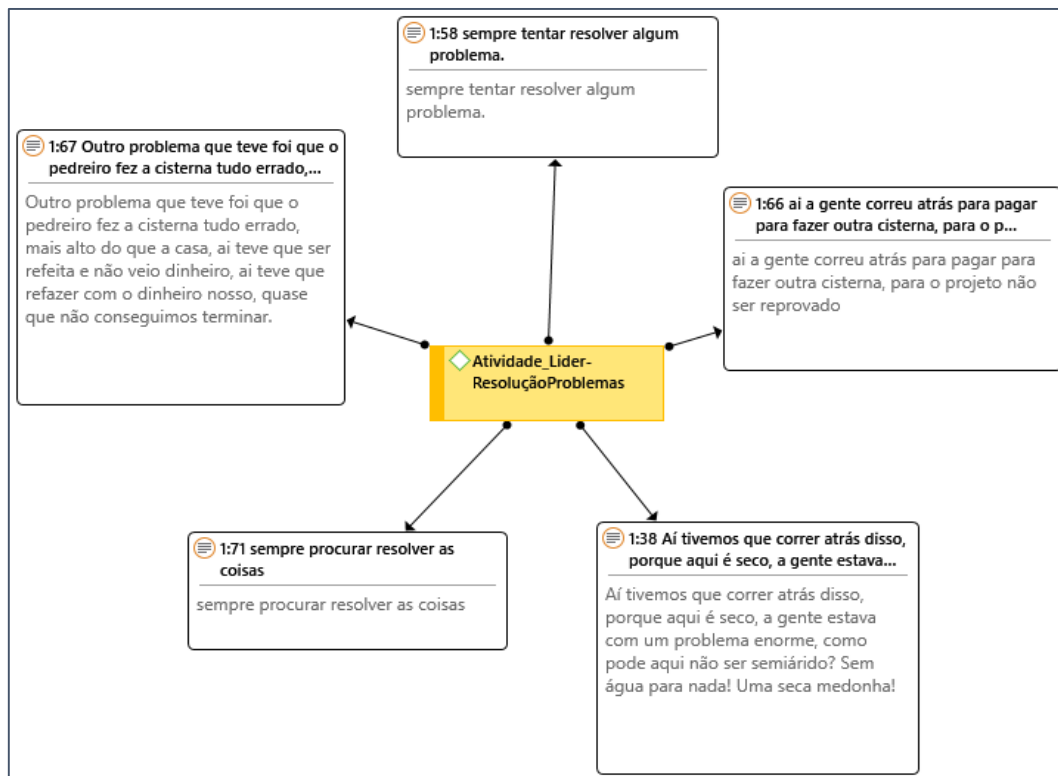 1:58 sempre tentar resolver algum
problema.
sempre tentar resolver algum
problema.
1:67 Outro problema que teve foi que o
pedreiro fez a cisterna tudo errado,...
Outro problema que teve foi que o
pedreiro fez a cisterna tudo errado,
mais alto do que a casa, ai teve que ser
refeita e não veio dinheiro, ai teve que
refazer com o dinheiro nosso, quase
que não conseguimos terminar.
1:66 ai a gente correu atrás para pagar
para fazer outra cisterna, para o p...
ai a gente correu atrás para pagar para
fazer outra cisterna, para o projeto não
ser reprovado
Atividade_Lider-
ResoluçãoProblemas
1:71 sempre procurar resolver as
coisas
sempre procurar resolver as coisas
1:38 Aí tivemos que correr atrás disso,
porque aqui é seco, a gente estava...
Aí tivemos que correr atrás disso,
porque aqui é seco, a gente estava
com um problema enorme, como
pode aqui não ser semiárido? Sem
água para nada! Uma seca medonha!